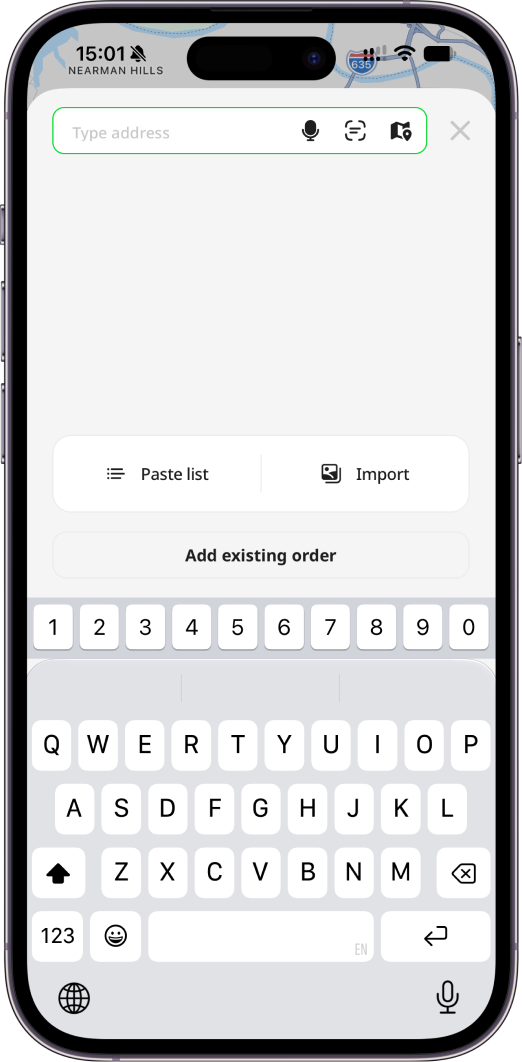 15:01
NEARMAN HILLS
635
Type address
Paste list
Import
Add existing order
1 2 3 4 5 6 7 8 9 0
Q W E R T Y U I O P
A S D F G H J K L
Z X C V B N M
123
EN